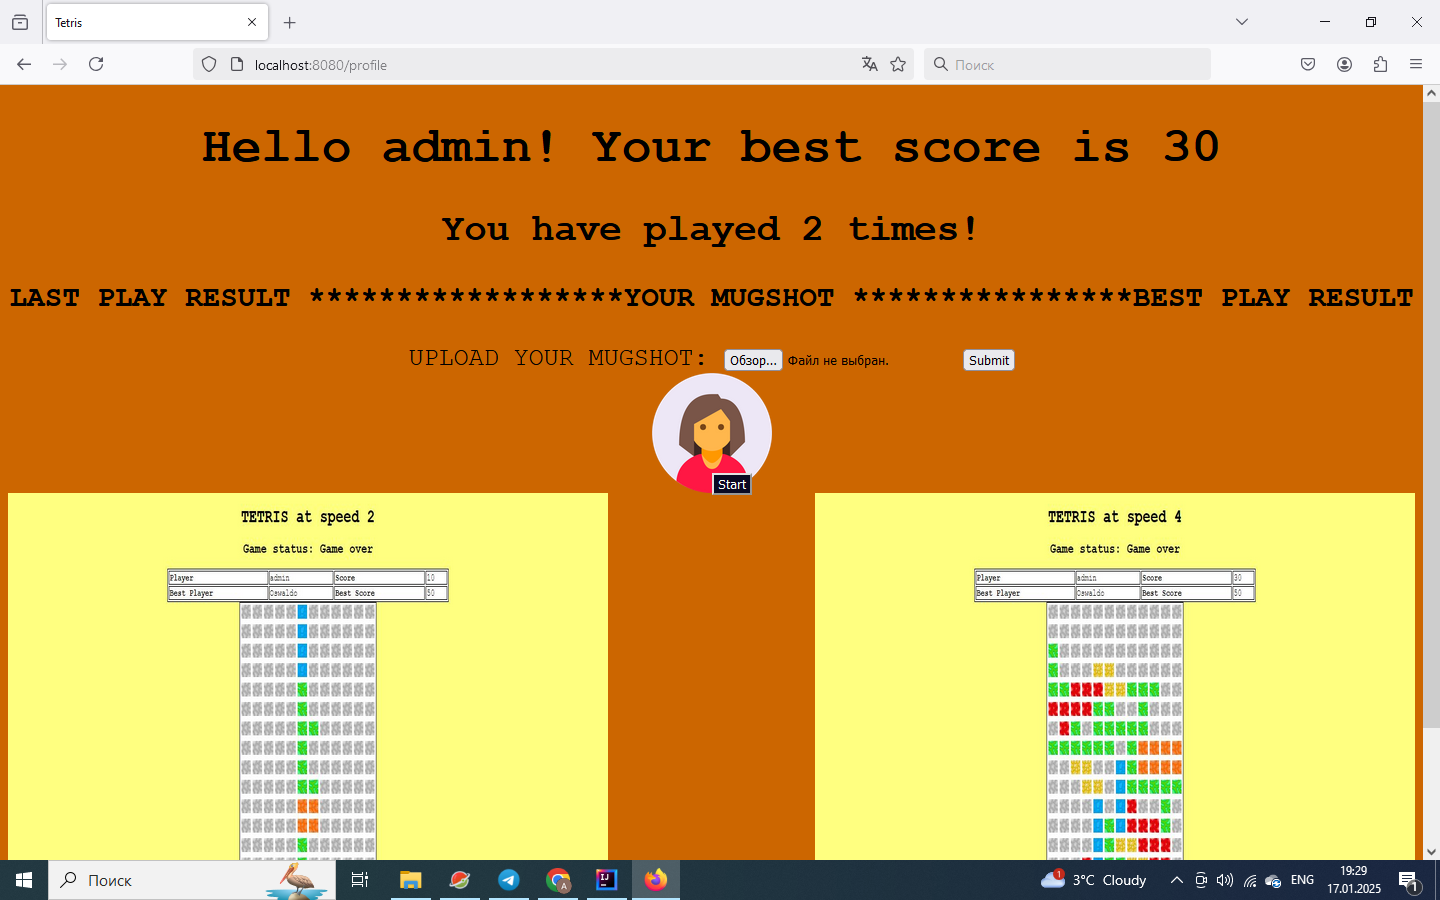 Tetris
localhost:8080/profile
Поиск
Hello admin! Your best score is 30
You have played 2 times!
LAST PLAY RESULT ******************YOUR MUGSHOT ****************BEST PLAY RESULT
UPLOAD YOUR MUGSHOT: Обзор... Файл не выбран. Submit
Start
TETRIS at speed 2
Game status: Game over
Player admin Score 10
Best Player Oswaldo Best Score 50
TETRIS at speed 4
Game status: Game over
Player admin Score 30
Best Player Oswaldo Best Score 50
Поиск
A
IJ
1
3°C Cloudy
ENG
19:29
17.01.2025
1